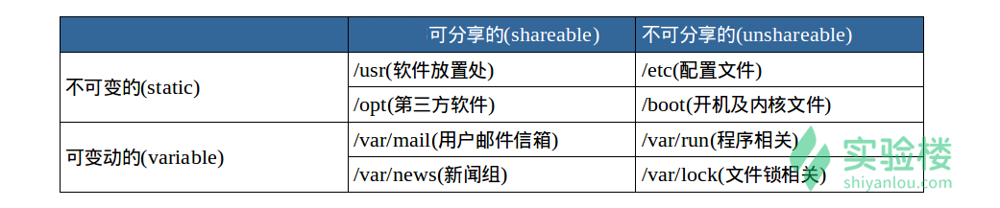 可分享的(shareable)
不可分享的(unshareable)
不可变的(static)
/usr(软件放置处)
/etc(配置文件)
/opt(第三方软件)
/boot(开机及内核文件)
可变动的(variable)
/var/mail(用户邮件信箱)
/var/run(程序相关)
/var/news(新闻组)
/var/lock(文件锁相关)
实验楼
shiyanlou.com